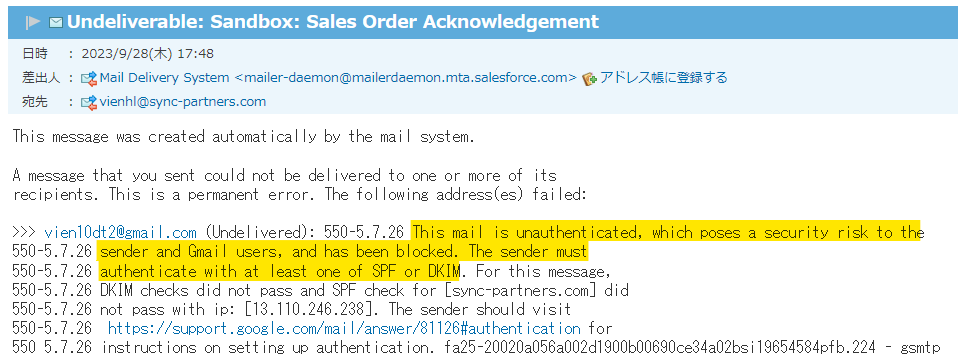 Undeliverable: Sandbox: Sales Order Acknowledgement
日時 : 2023/9/28(木) 17:48
差出人 : Mail Delivery System <mailer-daemon@mailerdaemon.mta.salesforce.com> アドレス帳に登録する
宛先 : vienhl@sync-partners.com
This message was created automatically by the mail system.
A message that you sent could not be delivered to one or more of its
recipients. This is a permanent error. The following address(es) failed:
>>> vien10dt2@gmail.com (Undelivered): 550-5.7.26 This mail is unauthenticated, which poses a security risk to the
550-5.7.26 sender and Gmail users, and has been blocked. The sender must
550-5.7.26 authenticate with at least one of SPF or DKIM. For this message,
550-5.7.26 DKIM checks did not pass and SPF check for [sync-partners.com] did
550-5.7.26 not pass with ip: [13.110.246.238]. The sender should visit
550-5.7.26  https://support.google.com/mail/answer/81126#authentication for
550 5.7.26 instructions on setting up authentication. fa25-20020a056a002d1900b00690ce34a02bsi19654584pfb.224 - gsmtp